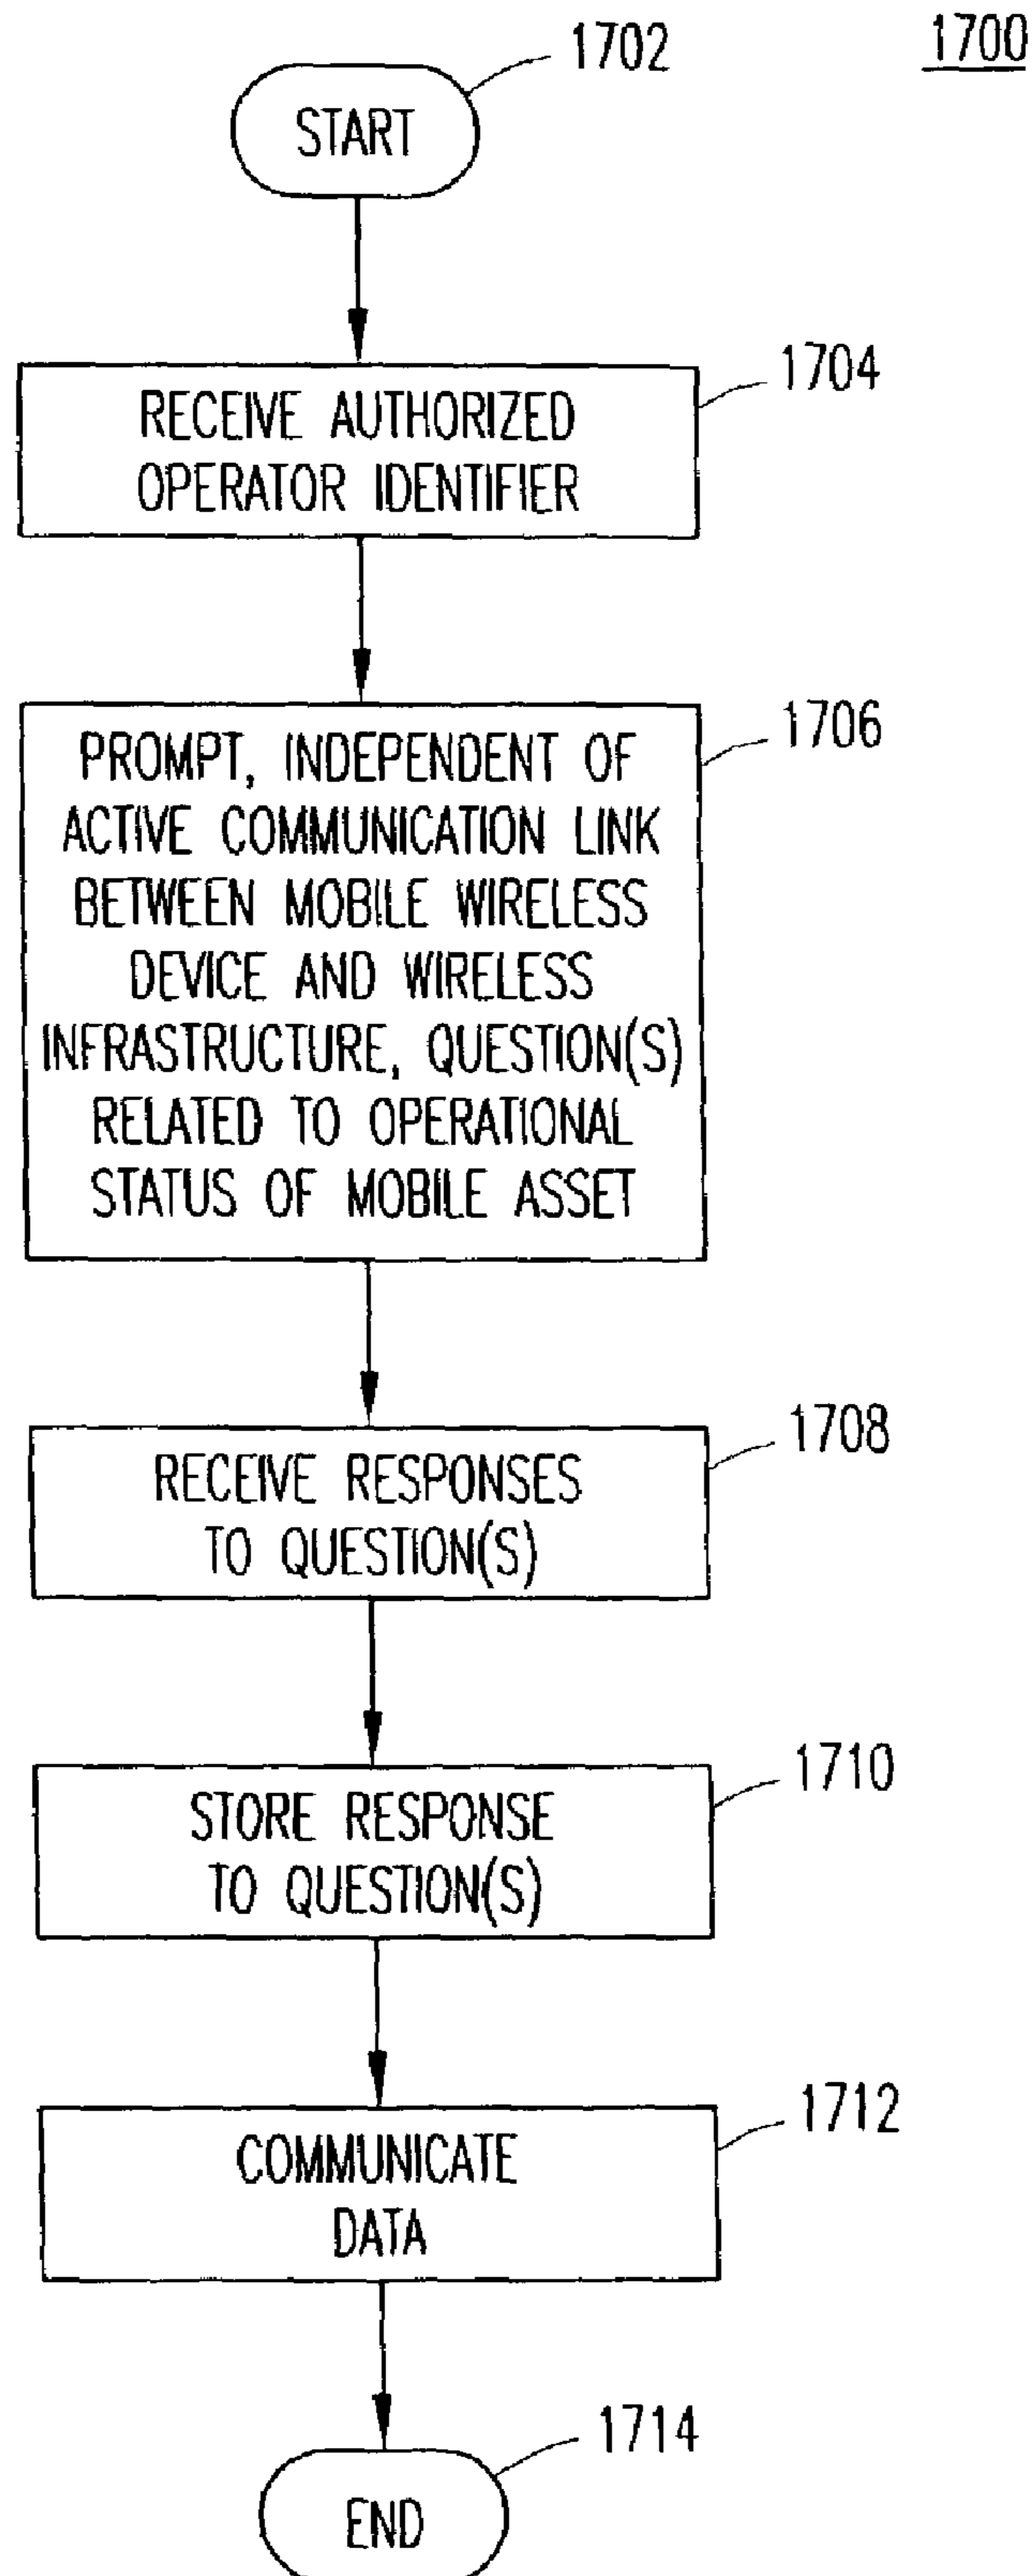 1700
1702
START
1704
RECEIVE AUTHORIZED
OPERATOR IDENTIFIER
1706
PROMPT, INDEPENDENT OF
ACTIVE COMMUNICATION LINK
BETWEEN MOBILE WIRELESS
DEVICE AND WIRELESS
INFRASTRUCTURE, QUESTION(S)
RELATED TO OPERATIONAL
STATUS OF MOBILE ASSET
1708
RECEIVE RESPONSES
TO QUESTION(S)
1710
STORE RESPONSE
TO QUESTION(S)
1712
COMMUNICATE
DATA
1714
END